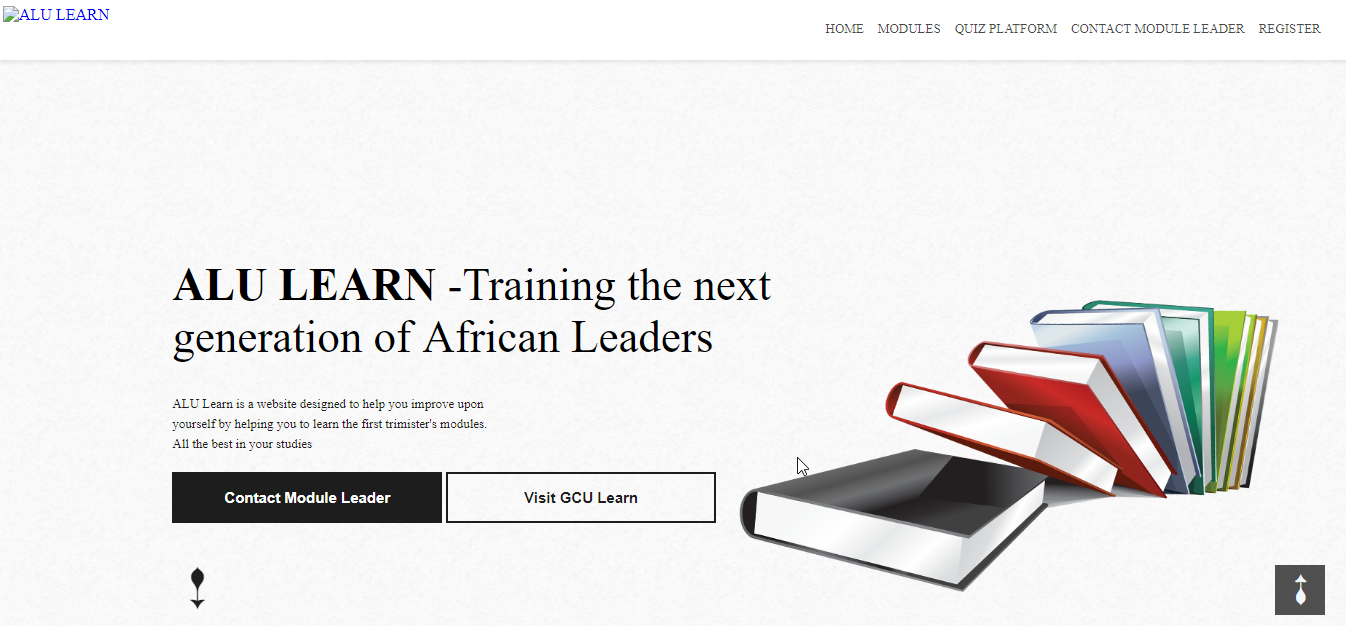 ALU LEARN
HOME MODULES QUIZ PLATFORM CONTACT MODULE LEADER REGISTER
ALU LEARN -Training the next
generation of African Leaders
ALU Learn is a website designed to help you improve upon
yourself by helping you to learn the first trimister's modules.
All the best in your studies
Contact Module Leader
Visit GCU Learn